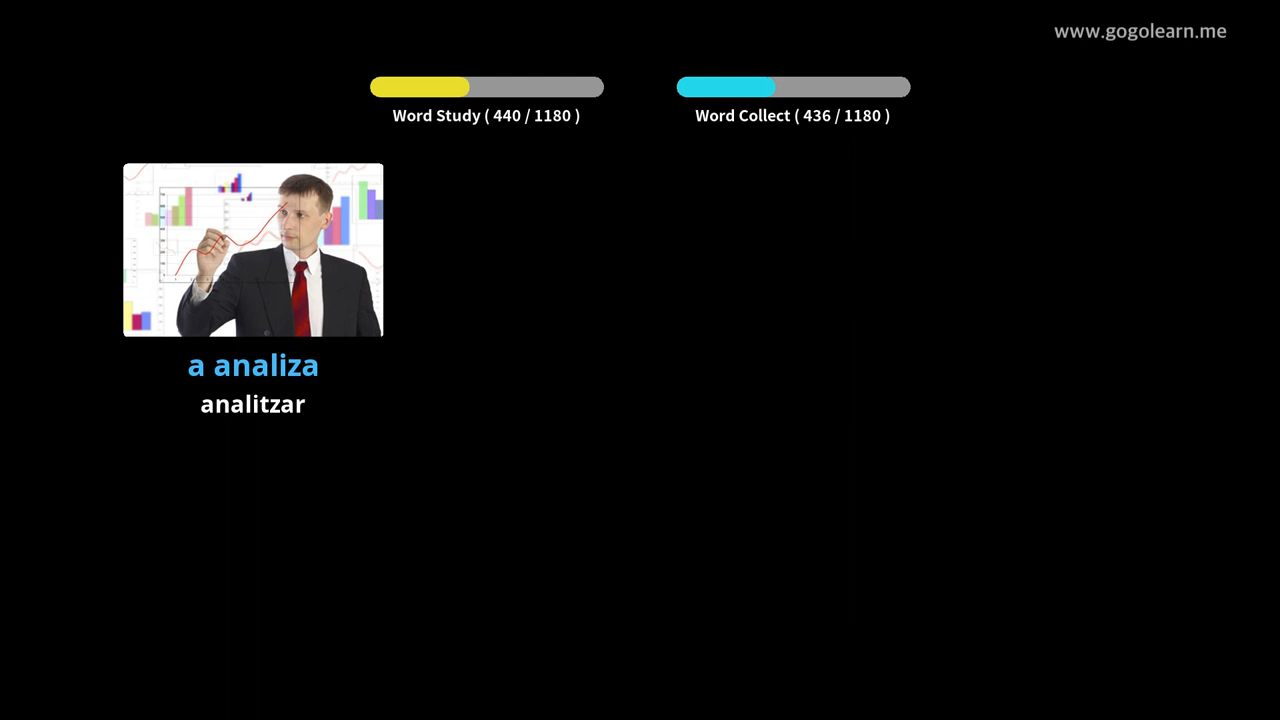 www.gogolearn.me
Word Study ( 440 / 1180 )
Word Collect ( 436 / 1180 )
a analiza
analitzar